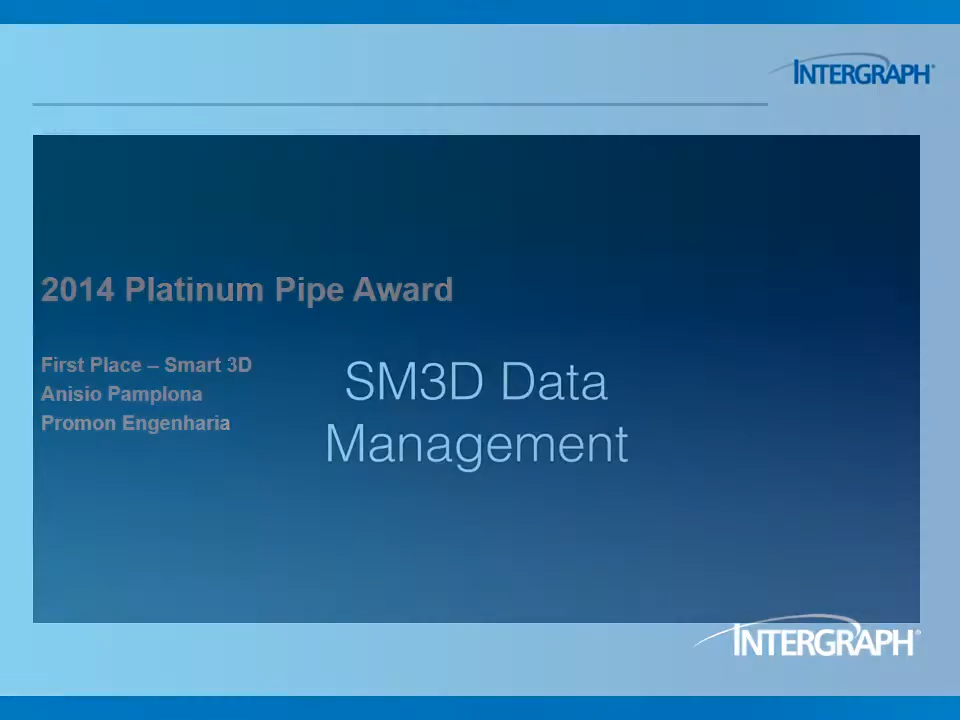 INTERGRAPH®
2014 Platinum Pipe Award
First Place – Smart 3D
Anisio Pamplona
Promon Engenharia
SM3D Data
Management
INTERGRAPH®